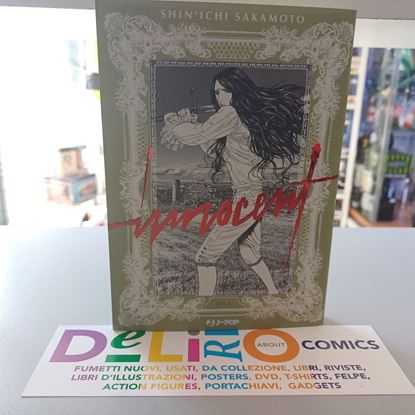 SHIN'ICHI SAKAMOTO
innocent
J-POP
DeLiRiO ABOUT COMICS
FUMETTI NUOVI, USATI, DA COLLEZIONE, LIBRI, RIVISTE,
LIBRI D'ILLUSTRAZIONI, POSTERS, DVD, T-SHIRTS, FELPE,
ACTION FIGURES, PORTACHIAVI, GADGETS